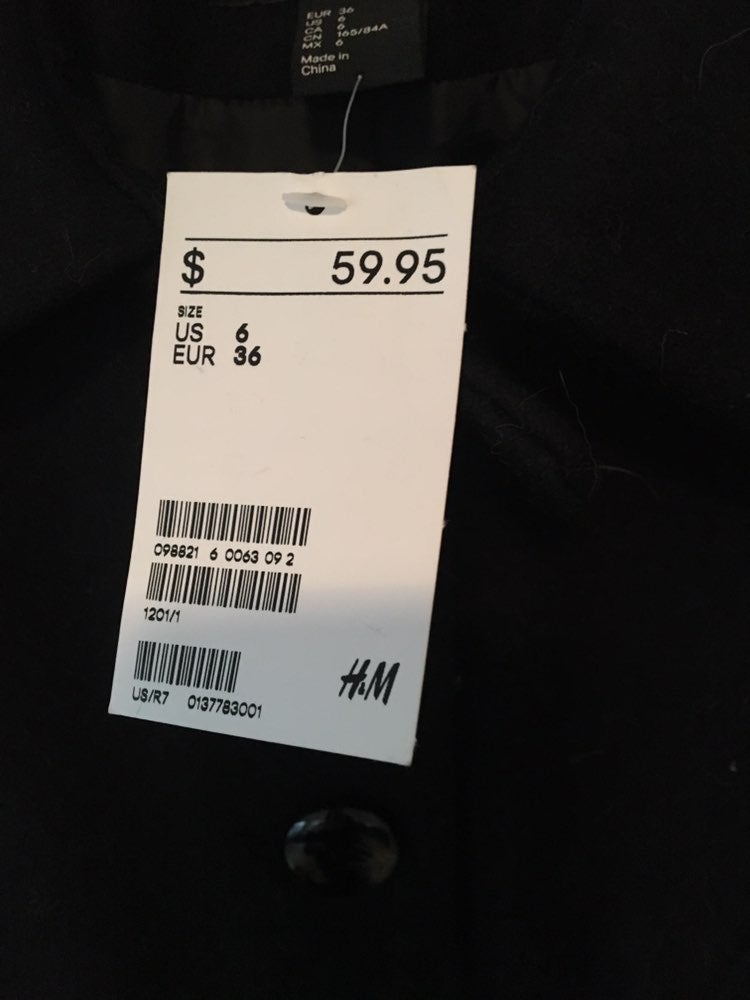 EUR 36
US 6
CA 6
CN 165/84A
MX 6
Made in
China
$ 59.95
SIZE
US 6
EUR 36
098821 6 0063 09 2
1201/1
US/R7 0137783001
H&M